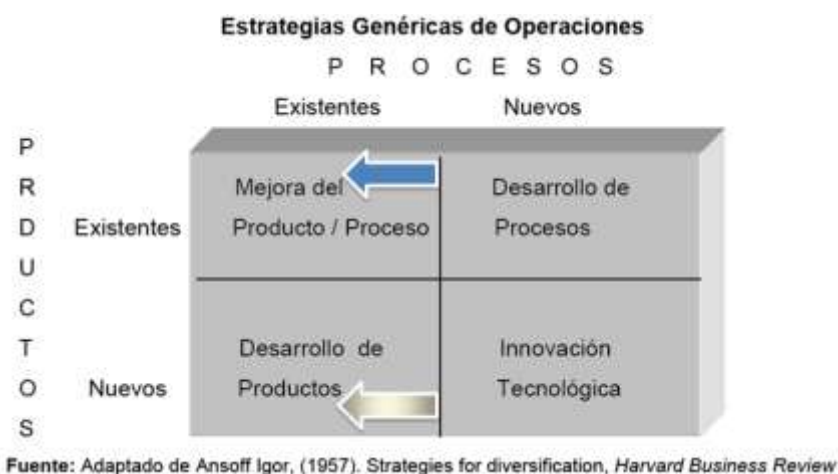 Estrategias Genéricas de Operaciones
P R O C E S O S
Existentes Nuevos
P
R
D
U
C
T
O
S
Existentes
Mejora del
Producto / Proceso
Desarrollo de
Procesos
Nuevos
Desarrollo de
Productos
Innovación
Tecnológica
Fuente: Adaptado de Ansoff Igor, (1957). Strategies for diversification, Harvard Business Review